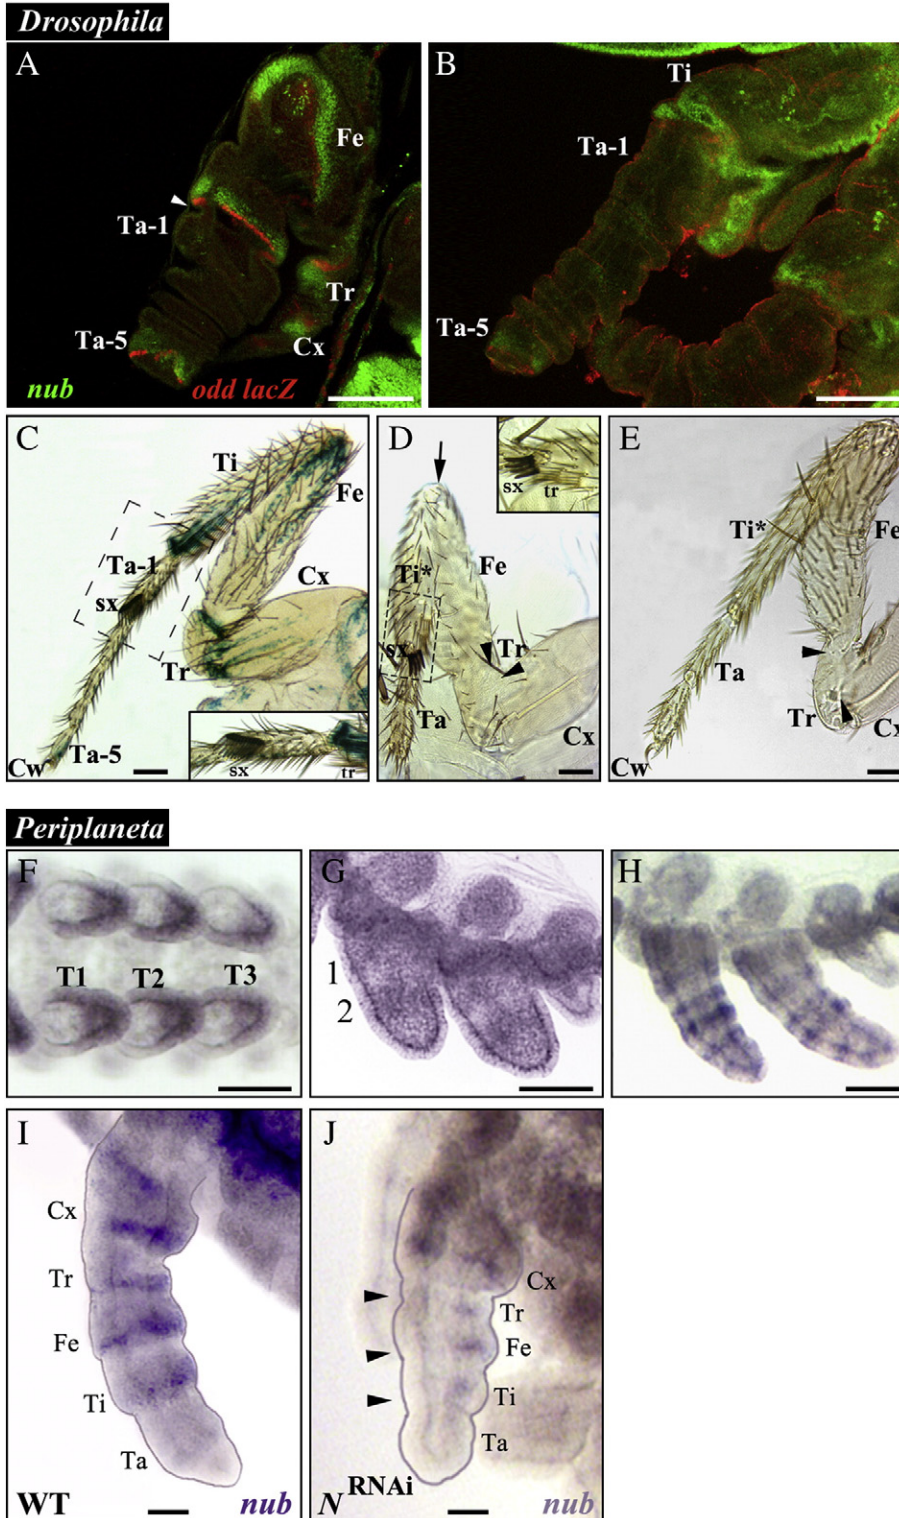 Drosophila
A
Fe
Ta-1
Tr
Ta-5
Cx
nub odd lacZ
B
Ti
Ta-1
Ta-5
C
Ti
Fe
Ta-1
Cx
sx
Tr
Ta-5
Cw
sx tr
D
sx tr
Fe
Ti*
sx Tr
Ta
Cx
E
Ti*
Fe
Ta
Tr
Cx
Cw
Periplaneta
F
T1 T2 T3
G
1
2
H
I
Cx
Tr
Fe
Ti
Ta
WT nub
J
Cx
Tr
Fe
Ti
Ta
N RNAi nub